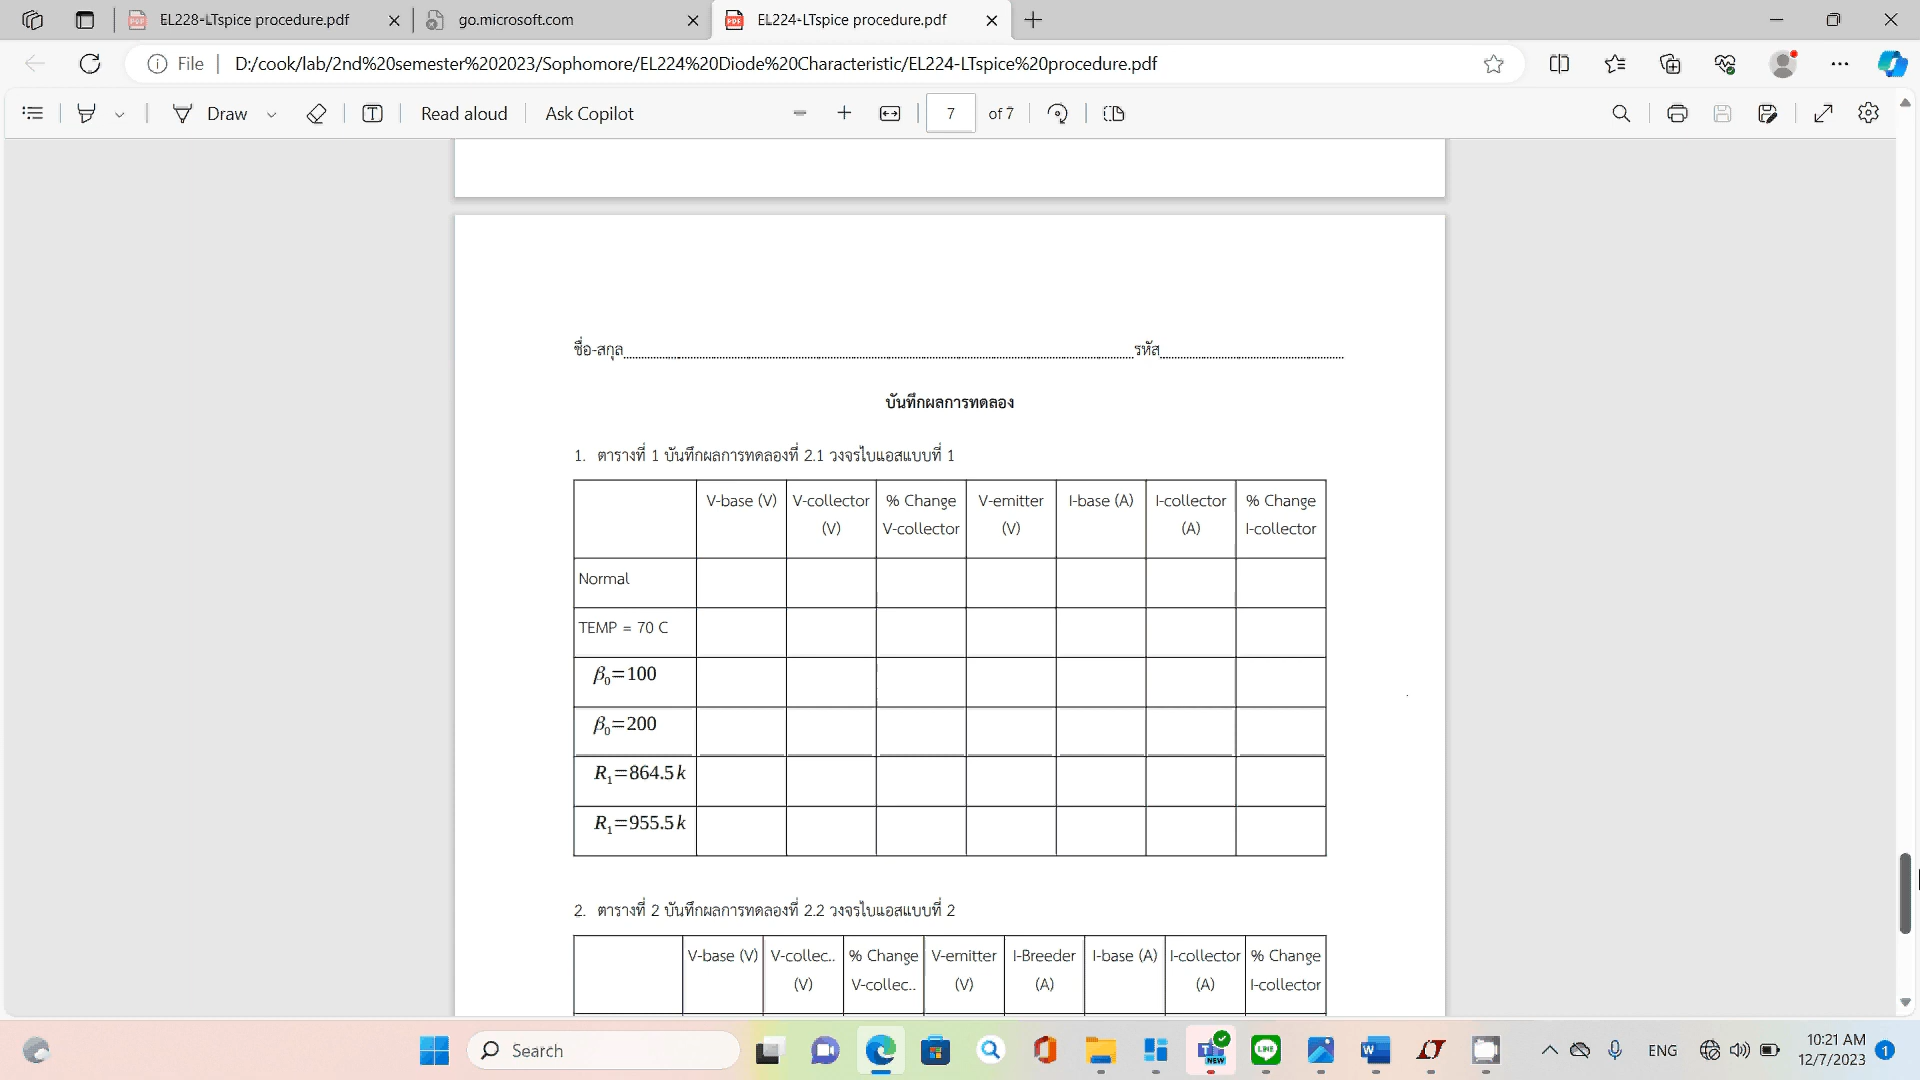 EL228-LTspice procedure.pdf
go.microsoft.com
EL224-LTspice procedure.pdf
File
D:/cook/lab/2nd%20semester%202023/Sophomore/EL224%20Diode%20Characteristic/EL224-LTspice%20procedure.pdf
Draw
Read aloud
Ask Copilot
7
of 7
ชื่อ-สกุล รหัส
บันทึกผลการทดลอง
1. ตารางที่ 1 บันทึกผลการทดลองที่ 2.1 วงจรไบแอสแบบที่ 1
V-base (V) V-collector % Change V-emitter I-base (A) I-collector % Change
(V) V-collector (V) (A) I-collector
Normal
TEMP = 70 C
β₀=100
β₀=200
R₁=864.5 k
R₁=955.5 k
2. ตารางที่ 2 บันทึกผลการทดลองที่ 2.2 วงจรไบแอสแบบที่ 2
V-base (V) V-collec.. % Change V-emitter I-Breeder I-base (A) I-collector % Change
(V) V-collec.. (V) (A) (A) I-collector
Search
NEW
LINE
W
ENG
10:21 AM
12/7/2023
1